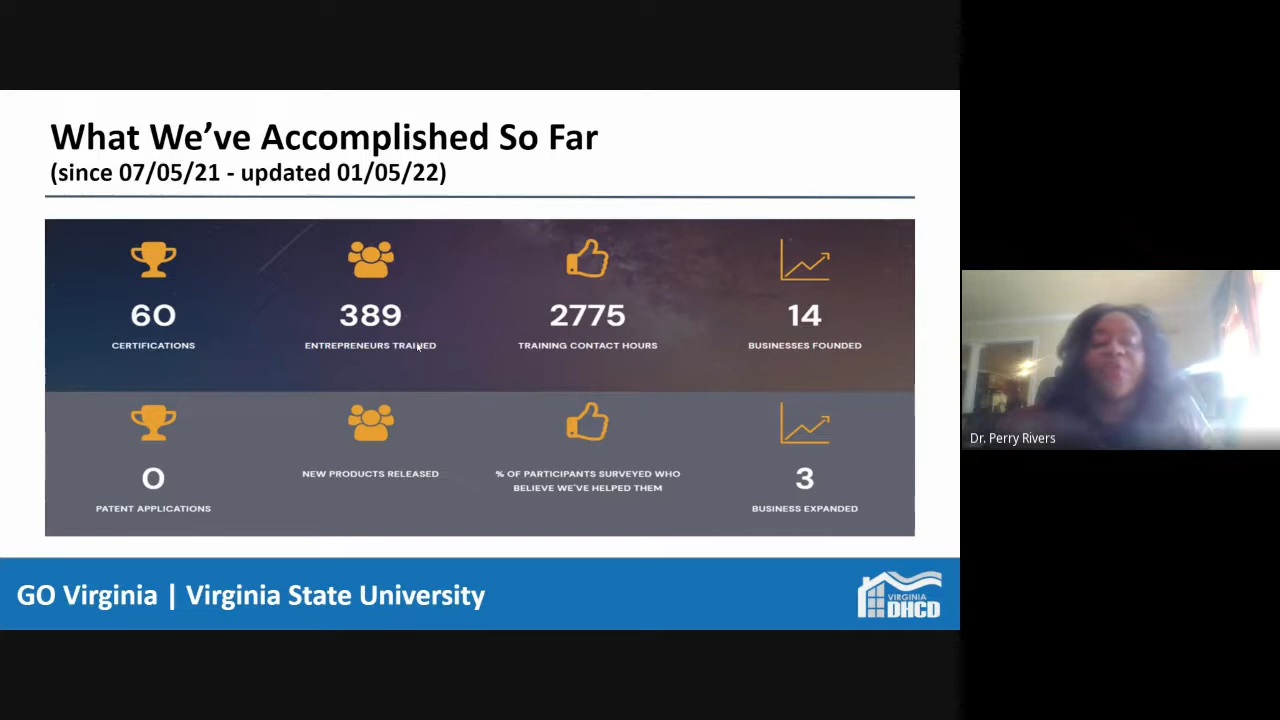 What We've Accomplished So Far
(since 07/05/21 - updated 01/05/22)
60
389
2775
14
CERTIFICATIONS
ENTREPRENEURS TRAINED
TRAINING CONTACT HOURS
BUSINESSES FOUNDED
0
NEW PRODUCTS RELEASED
% OF PARTICIPANTS SURVEYED WHO
BELIEVE WE'VE HELPED THEM
3
PATENT APPLICATIONS
BUSINESS EXPANDED
GO Virginia | Virginia State University
VIRGINIA
DHCD
Dr. Perry Rivers